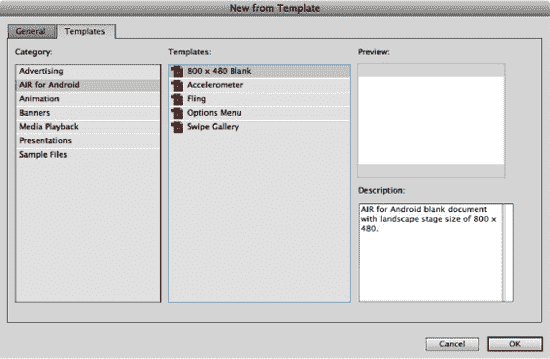 New from Template
General
Templates
Category:
Advertising
AIR for Android
Animation
Banners
Media Playback
Presentations
Sample Files
Templates:
800 x 480 Blank
Accelerometer
Fling
Options Menu
Swipe Gallery
Preview:
Description:
AIR for Android blank document
with landscape stage size of 800 x
480.
Cancel
OK